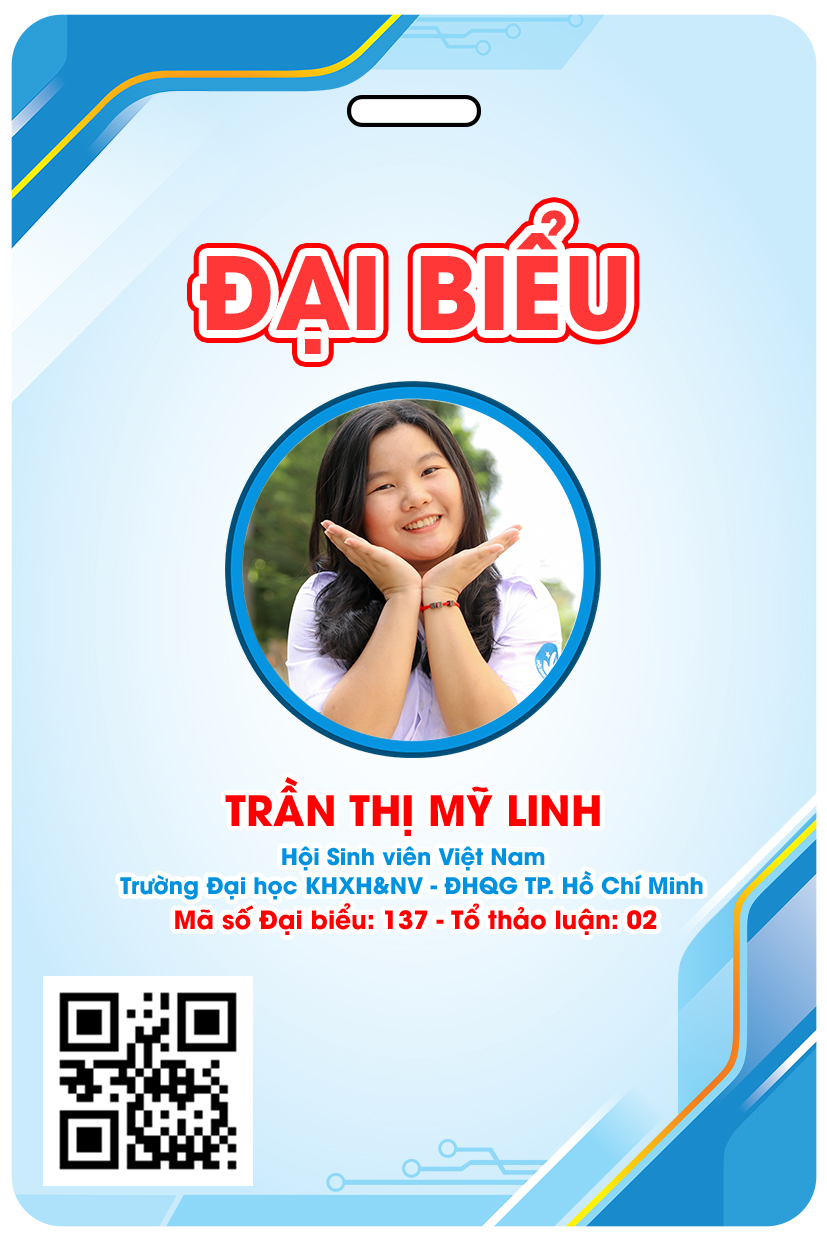 ĐẠI BIỂU
TRẦN THỊ MỸ LINH
Hội Sinh viên Việt Nam
Trường Đại học KHXH&NV - ĐHQG TP. Hồ Chí Minh
Mã số Đại biểu: 137 - Tổ thảo luận: 02